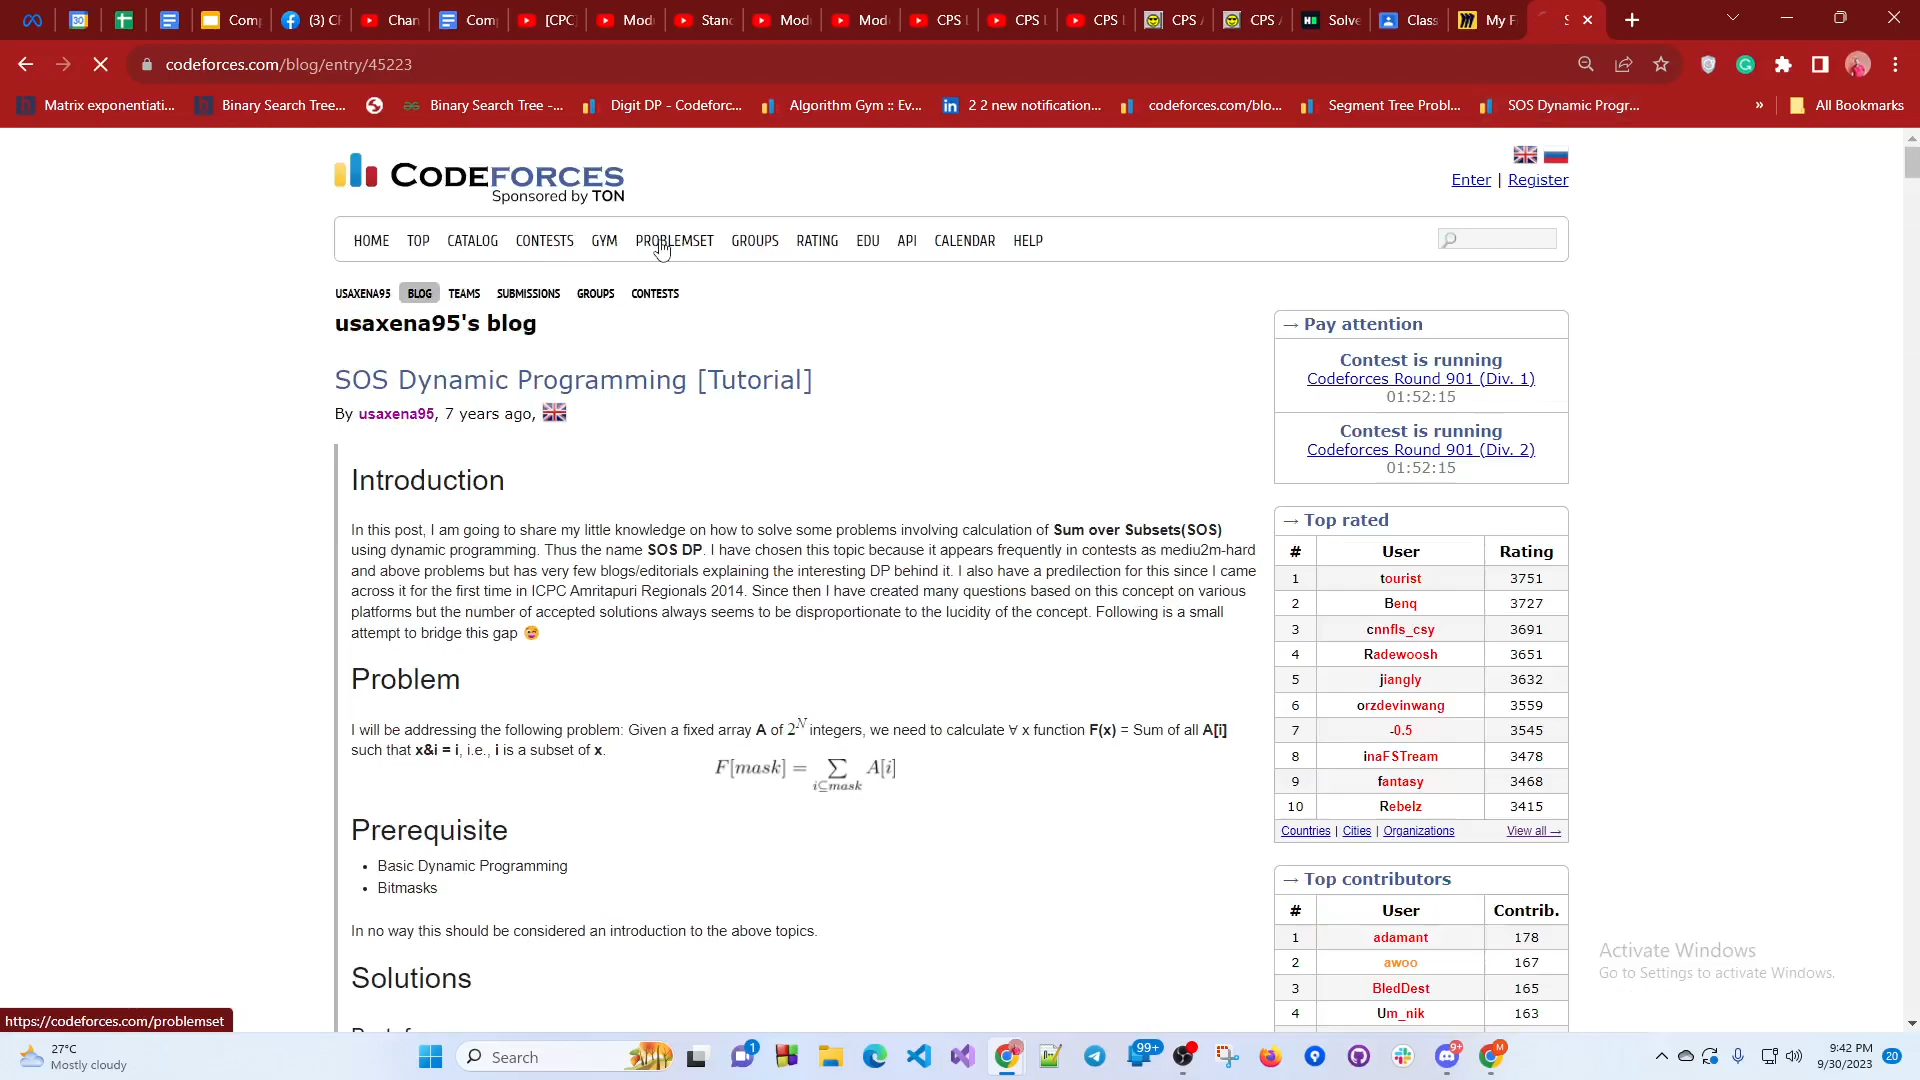 Comp
(3) CF
Chan
Comp
[CPC
Mod
Stanc
Mod
Mod
CPS L
CPS L
CPS L
CPS A
CPS A
Solve
Class
My F
codeforces.com/blog/entry/45223
Matrix exponentiati...
Binary Search Tree...
Binary Search Tree -...
Digit DP - Codeforc...
Algorithm Gym :: Ev...
2 2 new notification...
codeforces.com/blo...
Segment Tree Probl...
SOS Dynamic Progr...
»
All Bookmarks
CODEFORCES
Sponsored by TON
Enter | Register
HOME TOP CATALOG CONTESTS GYM PROBLEMSET GROUPS RATING EDU API CALENDAR HELP
USAXENA95 BLOG TEAMS SUBMISSIONS GROUPS CONTESTS
usaxena95's blog
SOS Dynamic Programming [Tutorial]
By usaxena95, 7 years ago,
Introduction
In this post, I am going to share my little knowledge on how to solve some problems involving calculation of Sum over Subsets(SOS)
using dynamic programming. Thus the name SOS DP. I have chosen this topic because it appears frequently in contests as mediu2m-hard
and above problems but has very few blogs/editorials explaining the interesting DP behind it. I also have a predilection for this since I came
across it for the first time in ICPC Amritapuri Regionals 2014. Since then I have created many questions based on this concept on various
platforms but the number of accepted solutions always seems to be disproportionate to the lucidity of the concept. Following is a small
attempt to bridge this gap 😄
Problem
I will be addressing the following problem: Given a fixed array A of 2^N integers, we need to calculate ∀ x function F(x) = Sum of all A[i]
such that x&i = i, i.e., i is a subset of x.
F[mask] = ∑ i⊆mask A[i]
Prerequisite
• Basic Dynamic Programming
• Bitmasks
In no way this should be considered an introduction to the above topics.
Solutions
→ Pay attention
Contest is running
Codeforces Round 901 (Div. 1)
01:52:15
Contest is running
Codeforces Round 901 (Div. 2)
01:52:15
→ Top rated
# User Rating
1 tourist 3751
2 Benq 3727
3 cnnfls_csy 3691
4 Radewoosh 3651
5 jiangly 3632
6 orzdevinwang 3559
7 -0.5 3545
8 inaFSTream 3478
9 fantasy 3468
10 Rebelz 3415
Countries | Cities | Organizations View all →
→ Top contributors
# User Contrib.
1 adamant 178
2 awoo 167
3 BledDest 165
4 Um_nik 163
Activate Windows
Go to Settings to activate Windows.
https://codeforces.com/problemset
27°C
Mostly cloudy
Search
1
99+
9+
M
9:42 PM
9/30/2023
20